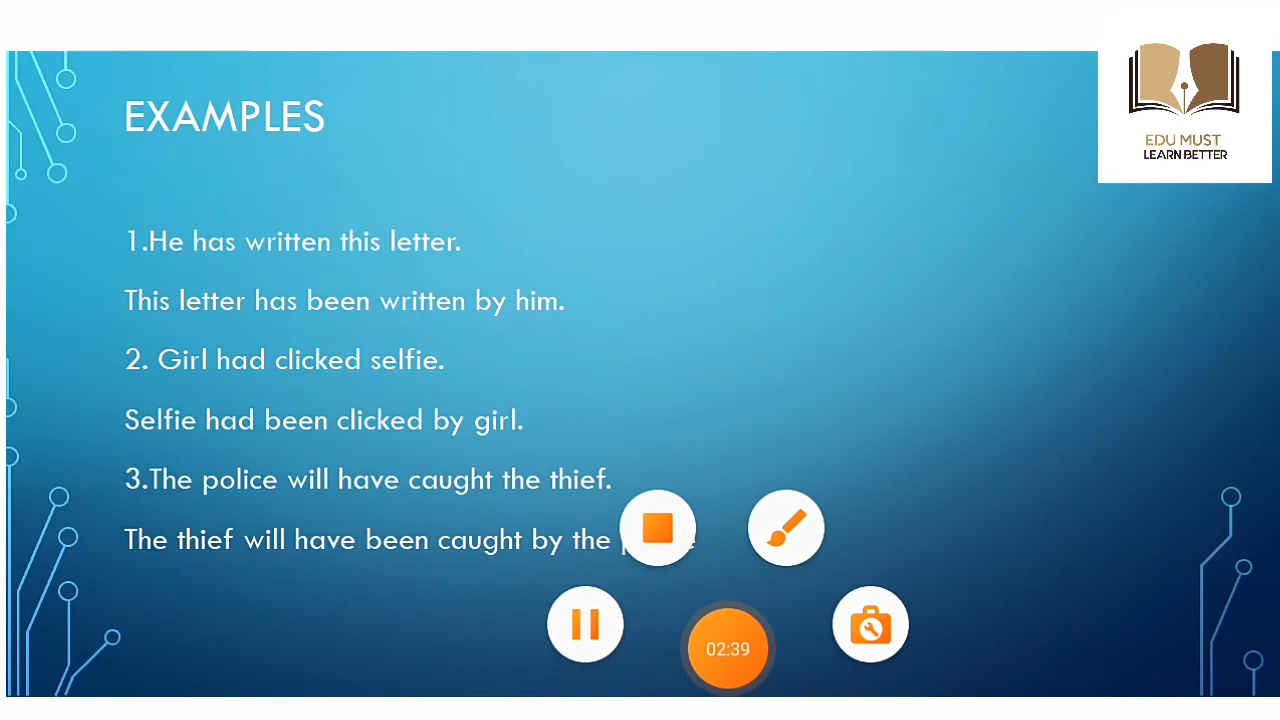 EXAMPLES
EDU MUST
LEARN BETTER
1.He has written this letter.
This letter has been written by him.
2. Girl had clicked selfie.
Selfie had been clicked by girl.
3.The police will have caught the thief.
The thief will have been caught by the
02:39